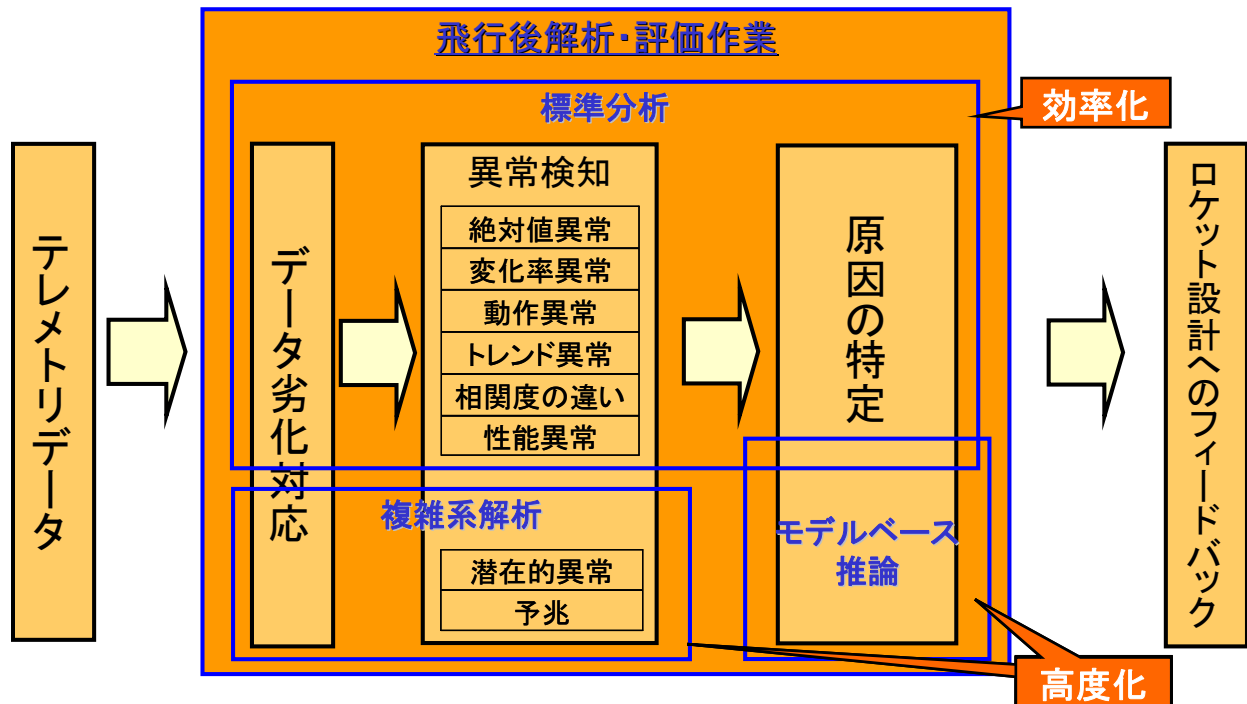 飛行後解析・評価作業
標準分析
効率化
テレメトリデータ
データ劣化対応
異常検知
絶対値異常
変化率異常
動作異常
トレンド異常
相関度の違い
性能異常
複雑系解析
潜在的異常
予兆
原因の特定
モデルベース
推論
高度化
ロケット設計へのフィードバック